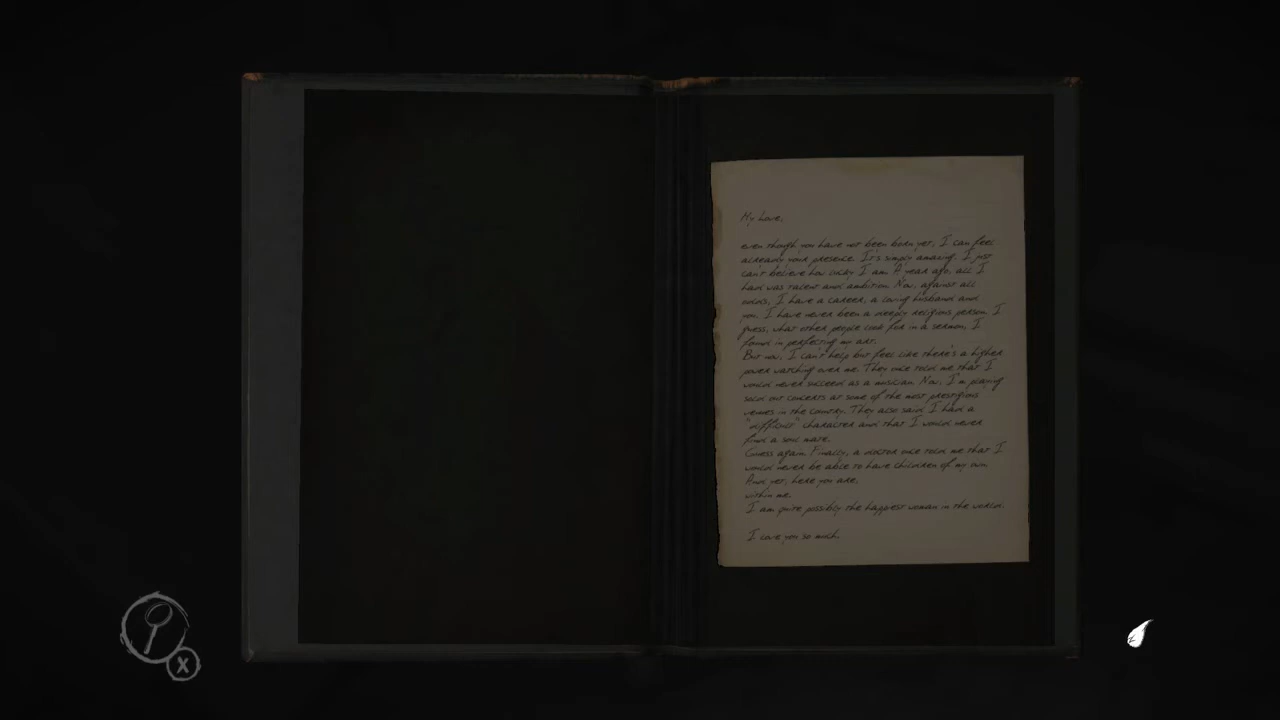 My Love,
even though you have not been born yet, I can feel
already your presence. It's simply amazing. I just
can't believe how lucky I am. A year ago, all I
had was talent and ambition. Now, against all
odds, I have a career, a loving husband and
you. I have never been a deeply religious person. I
guess, what other people look for in a sermon, I
found in perfecting my art.
But now, I can't help but feel like there's a higher
power watching over me. They once told me that I
would never succeed as a musician. Now, I'm playing
sold out concerts at some of the most prestigious
venues in the country. They also said I had a
"difficult" character and that I would never
find a soul mate.
Guess again. Finally, a doctor once told me that I
would never be able to have children of my own.
And yet, here you are,
within me.
I am quite possibly the happiest woman in the world.
I love you so much.
X